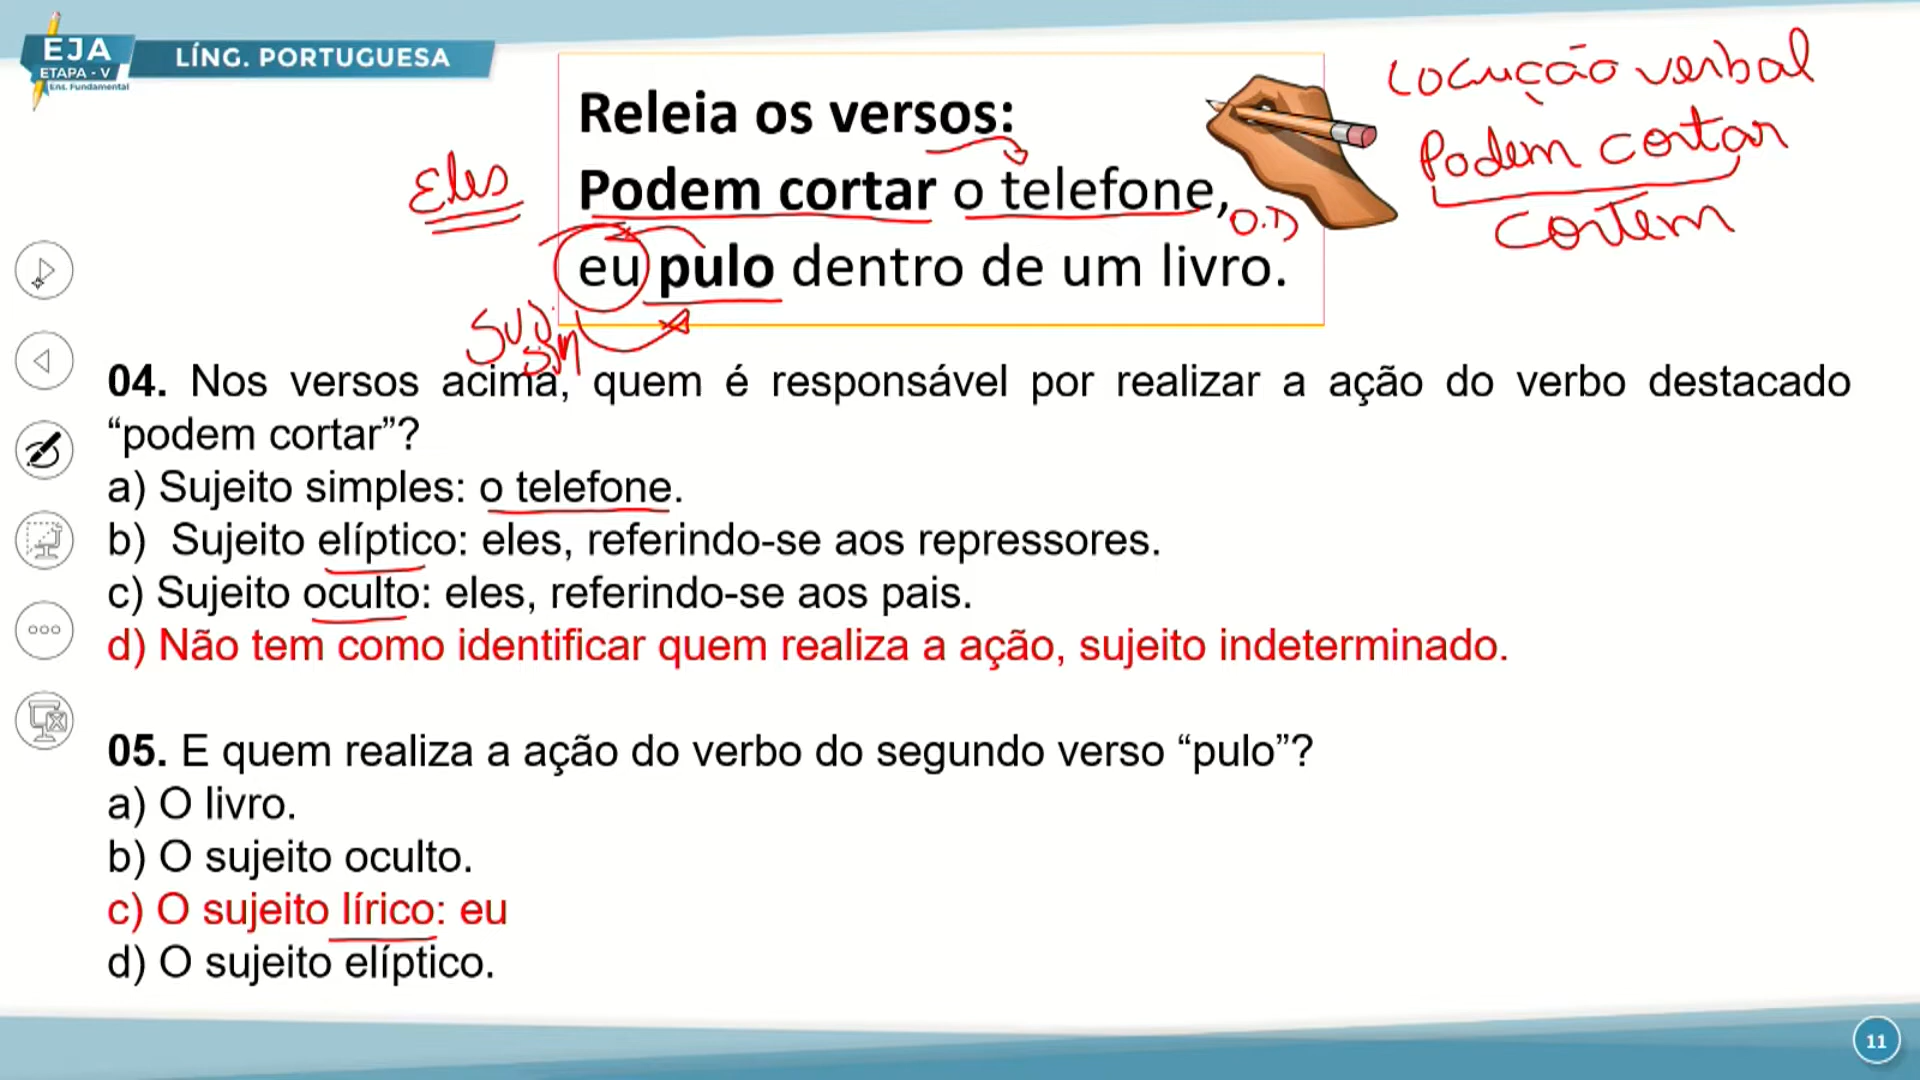 EJA
ETAPA - V
Ens. Fundamental
LÍNG. PORTUGUESA
Locução verbal
Podem cortar
cortem
Releia os versos:
Eles
Podem cortar o telefone,
O.D
eu pulo dentro de um livro.
Suj.
sim
04. Nos versos acima, quem é responsável por realizar a ação do verbo destacado
“podem cortar”?
a) Sujeito simples: o telefone.
b) Sujeito elíptico: eles, referindo-se aos repressores.
c) Sujeito oculto: eles, referindo-se aos pais.
d) Não tem como identificar quem realiza a ação, sujeito indeterminado.
05. E quem realiza a ação do verbo do segundo verso “pulo”?
a) O livro.
b) O sujeito oculto.
c) O sujeito lírico: eu
d) O sujeito elíptico.
11